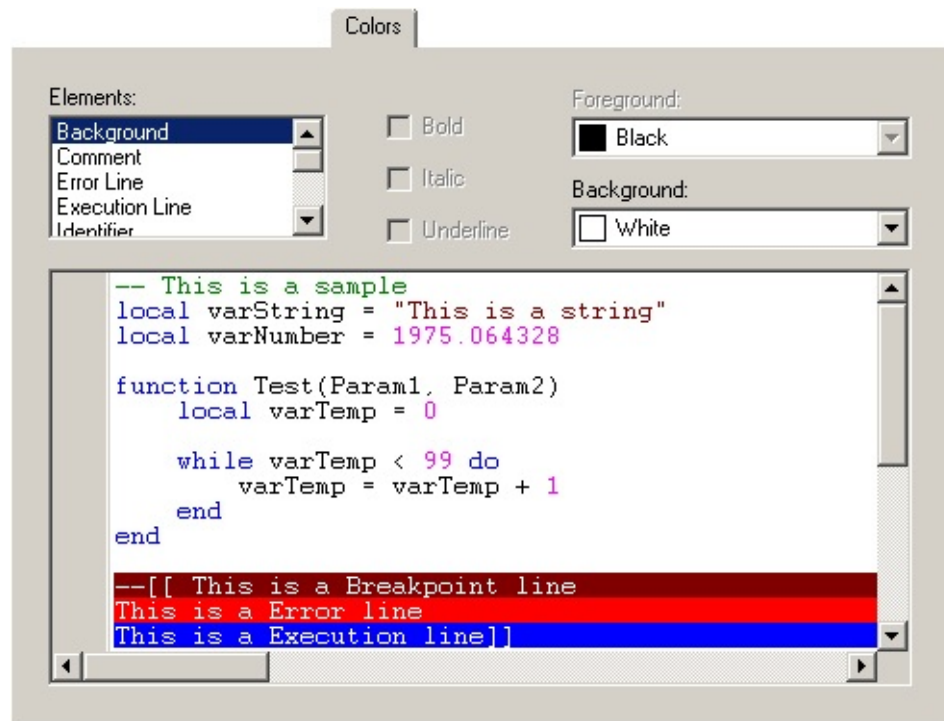 Colors
Elements:
Background
Comment
Error Line
Execution Line
Identifier
Bold
Italic
Underline
Foreground:
Black
Background:
White
-- This is a sample
local varString = "This is a string"
local varNumber = 1975.064328
function Test(Param1, Param2)
    local varTemp = 0
    while varTemp < 99 do
        varTemp = varTemp + 1
    end
end
--[[ This is a Breakpoint line
This is a Error line
This is a Execution line]]